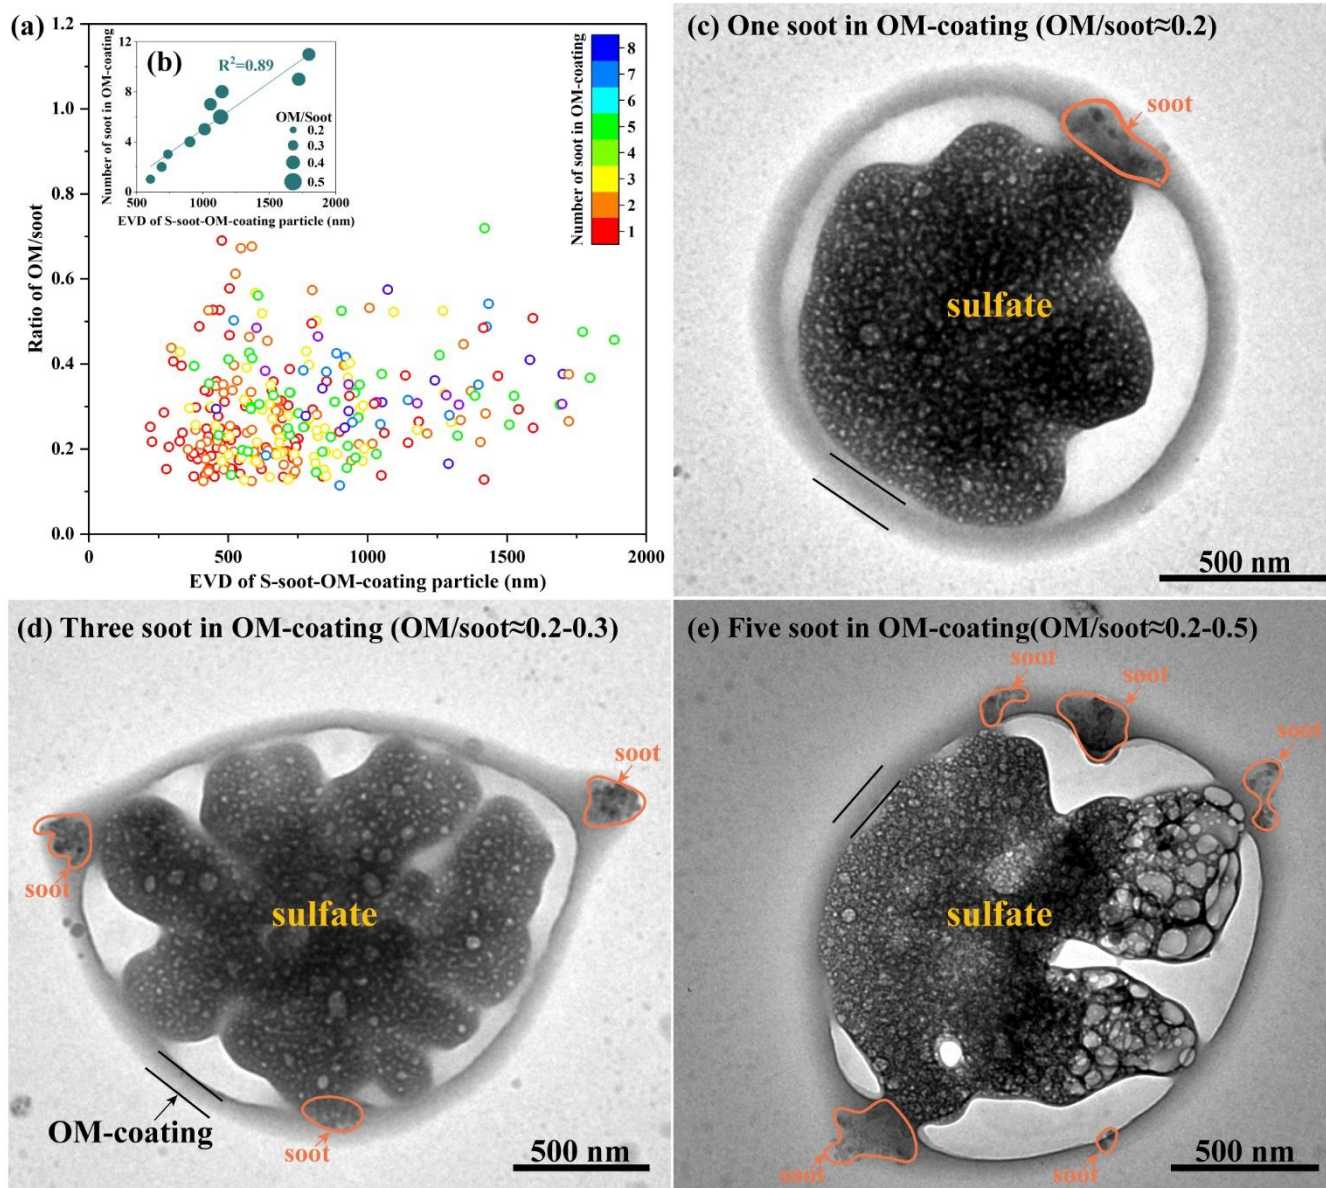 (a)
1.2
1.0
0.8
0.6
0.4
0.2
0.0
Ratio of OM/soot
0
500
1000
1500
2000
EVD of S-soot-OM-coating particle (nm)
(b)
R²=0.89
12
8
4
0
Number of soot in OM-coating
500
1000
1500
2000
EVD of S-soot-OM-coating particle (nm)
OM/Soot
0.2
0.3
0.4
0.5
Number of soot in OM-coating
8
7
6
5
4
3
2
1
(c) One soot in OM-coating (OM/soot≈0.2)
soot
sulfate
500 nm
(d) Three soot in OM-coating (OM/soot≈0.2-0.3)
soot
soot
sulfate
OM-coating
soot
500 nm
(e) Five soot in OM-coating(OM/soot≈0.2-0.5)
soot
soot
soot
sulfate
soot
soot
500 nm